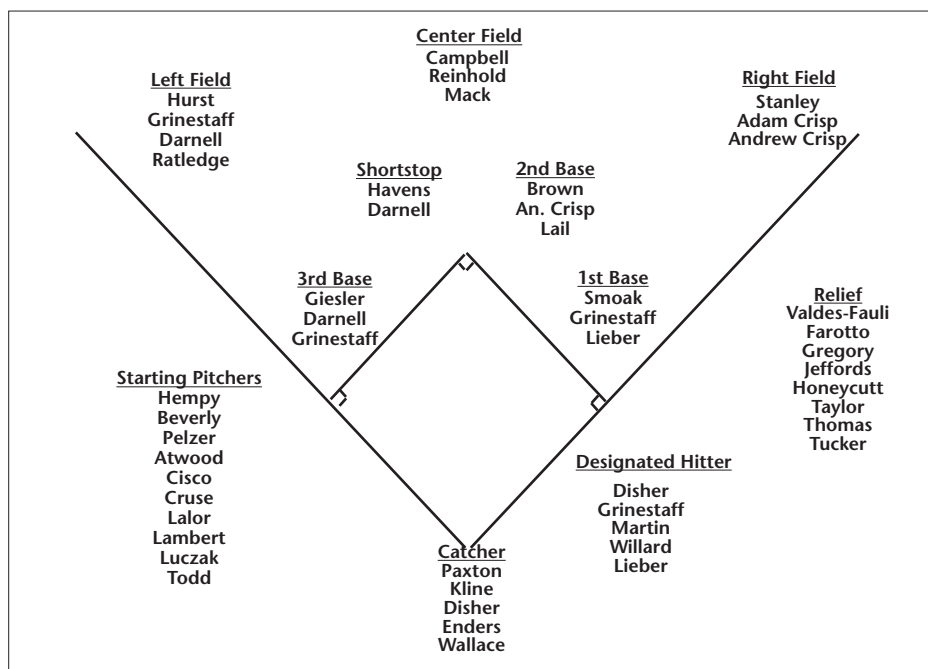 Center Field
Campbell
Reinhold
Mack
Left Field
Hurst
Grinestaff
Darnell
Ratledge
Right Field
Stanley
Adam Crisp
Andrew Crisp
Shortstop
Havens
Darnell
2nd Base
Brown
An. Crisp
Lail
3rd Base
Giesler
Darnell
Grinestaff
1st Base
Smoak
Grinestaff
Lieber
Relief
Valdes-Fauli
Farotto
Gregory
Jeffords
Honeycutt
Taylor
Thomas
Tucker
Starting Pitchers
Hempy
Beverly
Pelzer
Atwood
Cisco
Cruse
Lalor
Lambert
Luczak
Todd
Designated Hitter
Disher
Grinestaff
Martin
Willard
Lieber
Catcher
Paxton
Kline
Disher
Enders
Wallace